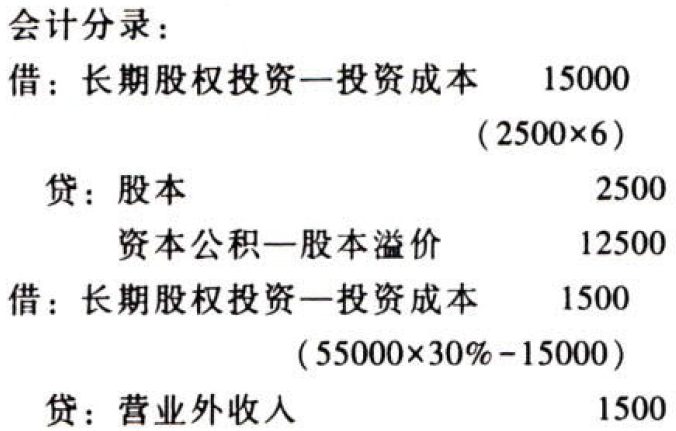 会计分录：
借：长期股权投资—投资成本 15000
（2500×6）
贷：股本 2500
资本公积—股本溢价 12500
借：长期股权投资—投资成本 1500
（55000×30%-15000）
贷：营业外收入 1500